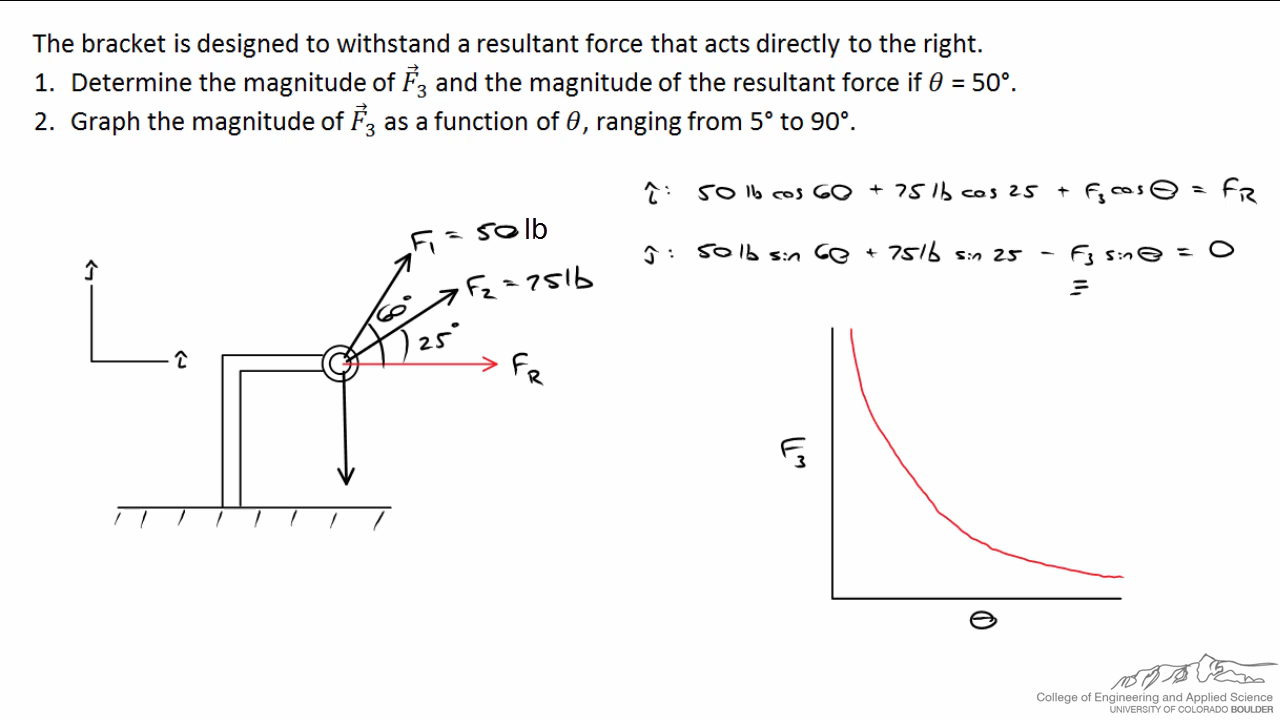 The bracket is designed to withstand a resultant force that acts directly to the right.
1. Determine the magnitude of F⃗₃ and the magnitude of the resultant force if θ = 50°.
2. Graph the magnitude of F⃗₃ as a function of θ, ranging from 5° to 90°.
î: 50 lb cos 60 + 75 lb cos 25 + F₃ cos θ = F_R
ĵ: 50 lb sin 60 + 75 lb sin 25 − F₃ sin θ = 0
F₁ = 50 lb
F₂ = 75 lb
60°
25°
F_R
ĵ
î
F₃
θ
College of Engineering and Applied Science
UNIVERSITY OF COLORADO BOULDER